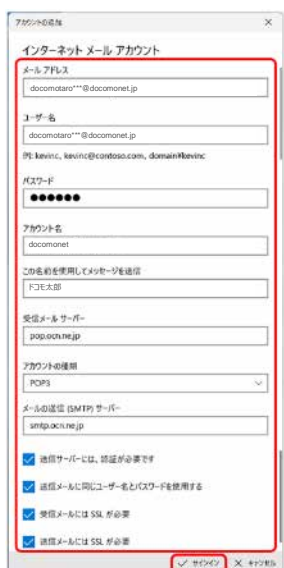 アカウントの追加
インターネット メール アカウント
メール アドレス
docomotaro***@docomonet.jp
ユーザー名
docomotaro***@docomonet.jp
例: kevinc, kevinc@contoso.com, domain¥kevinc
パスワード
●●●●●●
アカウント名
docomonet
この名前を使用してメッセージを送信
ドコモ太郎
受信メール サーバー
pop.ocn.ne.jp
アカウントの種類
POP3
メールの送信 (SMTP) サーバー
smtp.ocn.ne.jp
送信サーバーには、認証が必要です
送信メールに同じユーザー名とパスワードを使用する
受信メールには SSL が必要
送信メールには SSL が必要
サインイン キャンセル